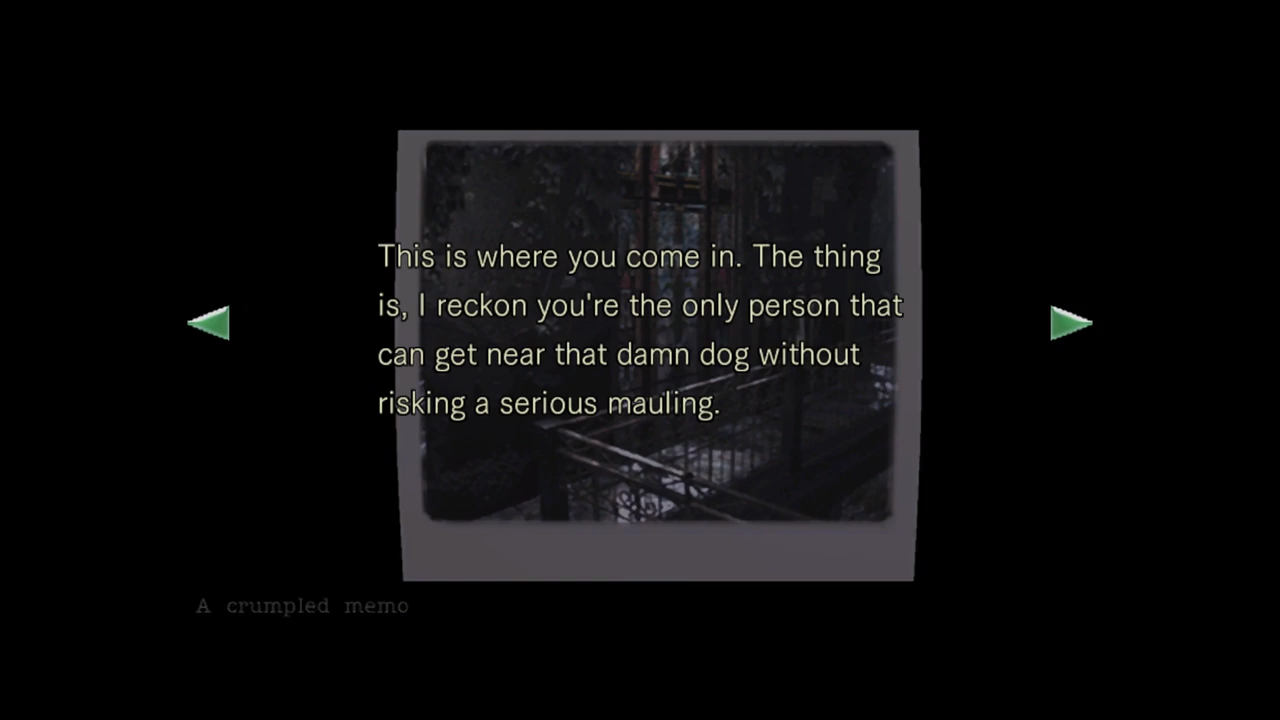 This is where you come in. The thing
is, I reckon you're the only person that
can get near that damn dog without
risking a serious mauling.
A crumpled memo